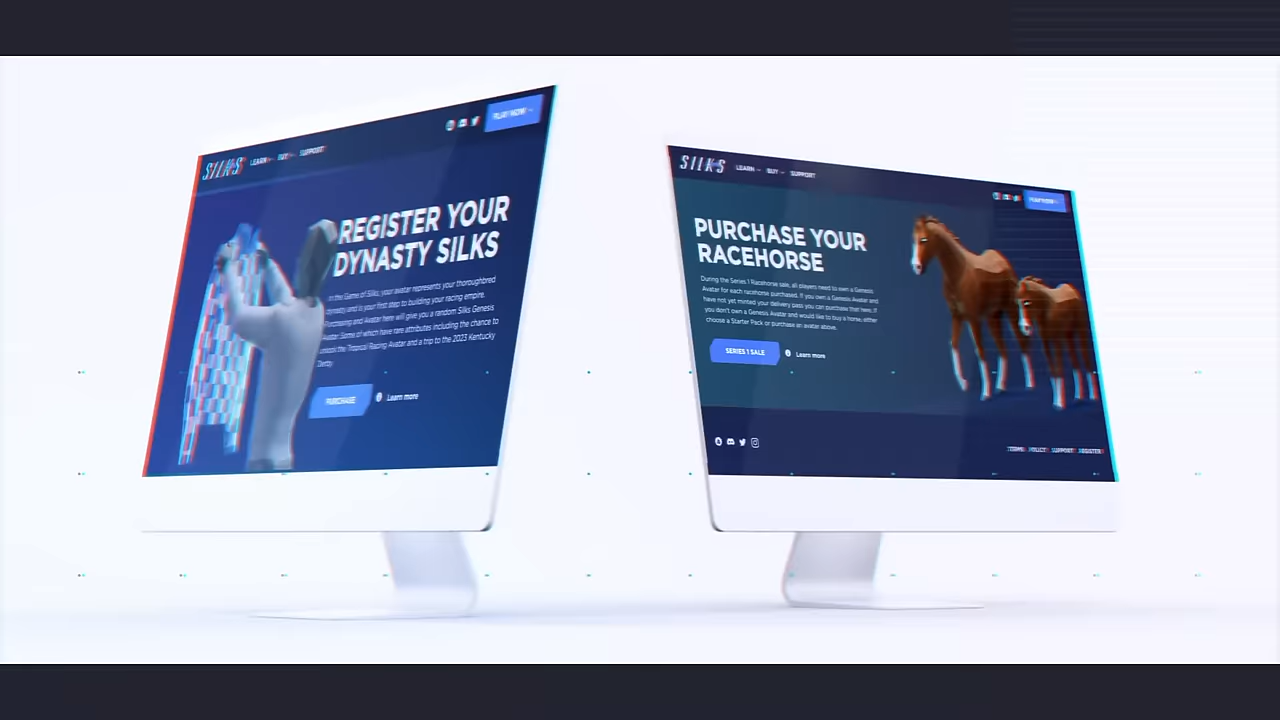 SILKS
LEARN BUY SUPPORT
PLAY NOW
REGISTER YOUR
DYNASTY SILKS
In the Game of Silks, your avatar represents your thoroughbred
dynasty and is your first step to building your racing empire.
Purchasing and Avatar here will give you a random Silks Genesis
Avatar. Some of which have rare attributes including the chance to
unlock the Tropical Racing Avatar and a trip to the 2023 Kentucky
Derby.
PURCHASE Learn more
SILKS LEARN BUY SUPPORT
PLAY NOW
PURCHASE YOUR
RACEHORSE
During the Series 1 Racehorse sale, all players need to own a Genesis
Avatar for each racehorse purchased. If you own a Genesis Avatar and
have not yet minted your delivery pass you can purchase that here. If
you don't own a Genesis Avatar and would like to buy a horse, either
choose a Starter Pack or purchase an avatar above.
SERIES 1 SALE Learn more
TERMS POLICY SUPPORT REGISTER